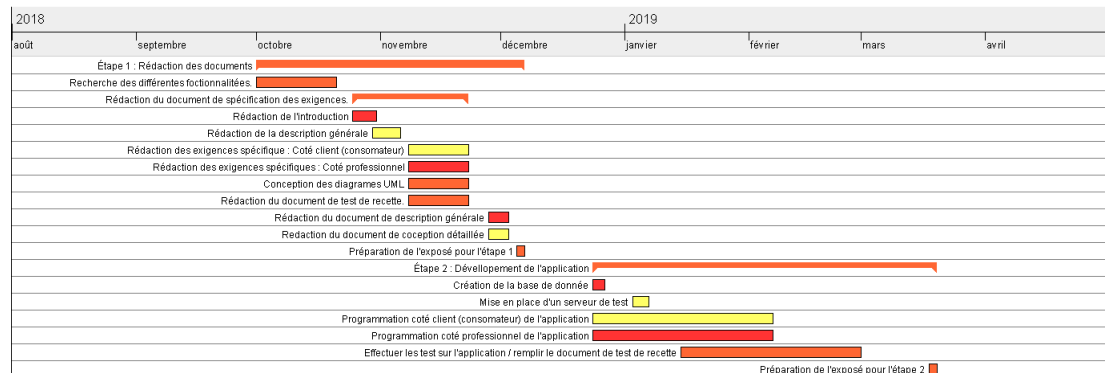 2018 2019
août septembre octobre novembre décembre janvier février mars avril
Étape 1 : Rédaction des documents
Recherche des différentes foctionnalitées.
Rédaction du document de spécification des exigences.
Rédaction de l'introduction
Rédaction de la description générale
Rédaction des exigences spécifique : Coté client (consomateur)
Rédaction des exigences spécifiques : Coté professionnel
Conception des diagrames UML
Rédaction du document de test de recette.
Rédaction du document de description générale
Redaction du document de coception détaillée
Préparation de l'exposé pour l'étape 1
Étape 2 : Dévellopement de l'application
Création de la base de donnée
Mise en place d'un serveur de test
Programmation coté client (consomateur) de l'application
Programmation coté professionnel de l'application
Effectuer les test sur l'application / remplir le document de test de recette
Préparation de l'exposé pour l'étape 2